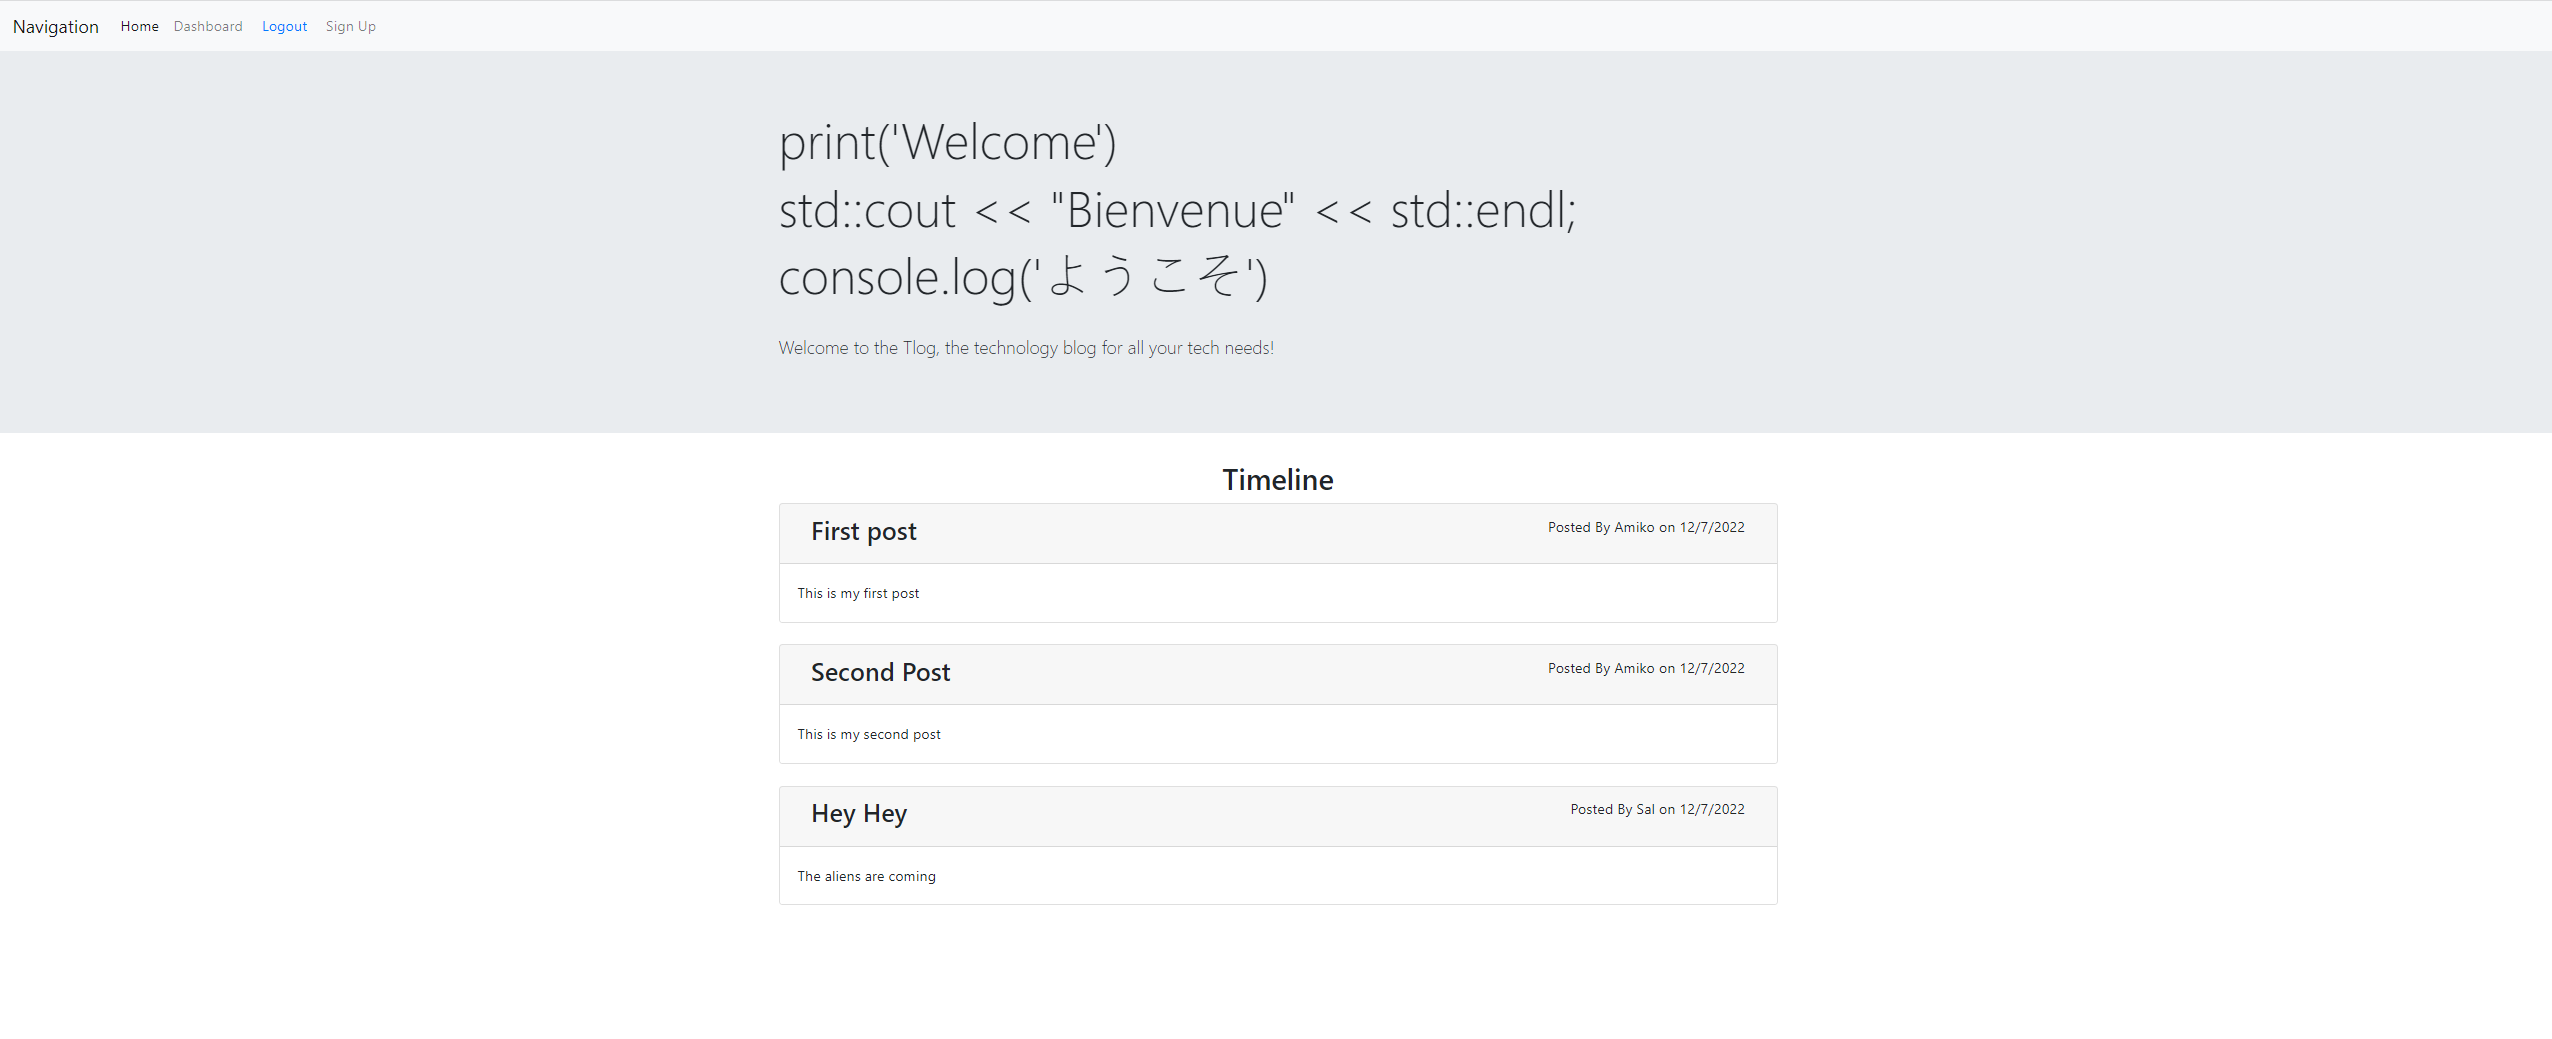 Navigation Home Dashboard Logout Sign Up
print('Welcome')
std::cout << "Bienvenue" << std::endl;
console.log('ようこそ')
Welcome to the Tlog, the technology blog for all your tech needs!
Timeline
First post Posted By Amiko on 12/7/2022
This is my first post
Second Post Posted By Amiko on 12/7/2022
This is my second post
Hey Hey Posted By Sal on 12/7/2022
The aliens are coming